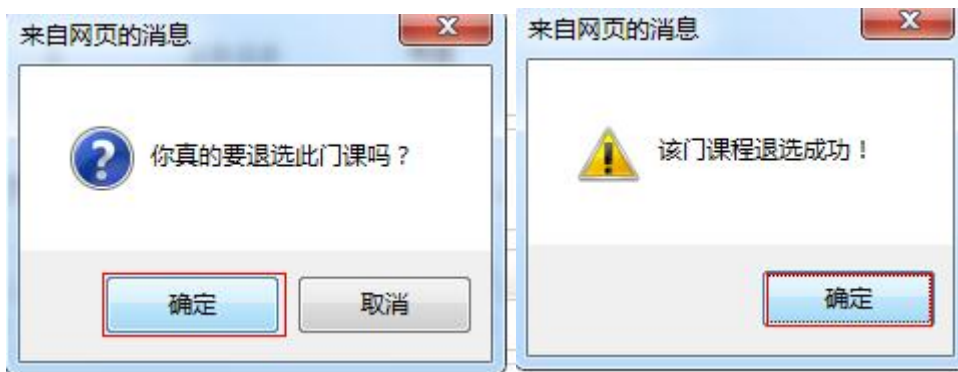 来自网页的消息
你真的要退选此门课吗？
确定
取消
来自网页的消息
该门课程退选成功！
确定